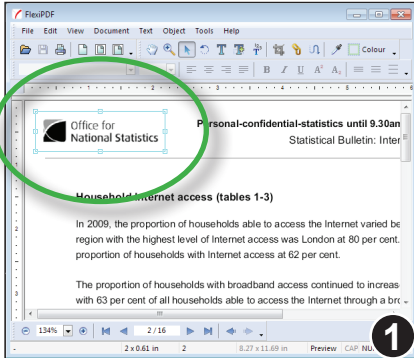 FlexiPDF
File Edit View Document Text Object Tools Help
Colour
B I U A² A₂
Office for
National Statistics
Personal-confidential-statistics until 9.30am
Statistical Bulletin: Inter
Household Internet access (tables 1-3)
In 2009, the proportion of households able to access the Internet varied be
region with the highest level of Internet access was London at 80 per cent.
proportion of households with Internet access at 62 per cent.
The proportion of households with broadband access continued to increas
with 63 per cent of all households able to access the Internet through a bro
134% 2 / 16
- 2 x 0.61 in 2 8.27 x 11.69 in Preview CAP NU
1